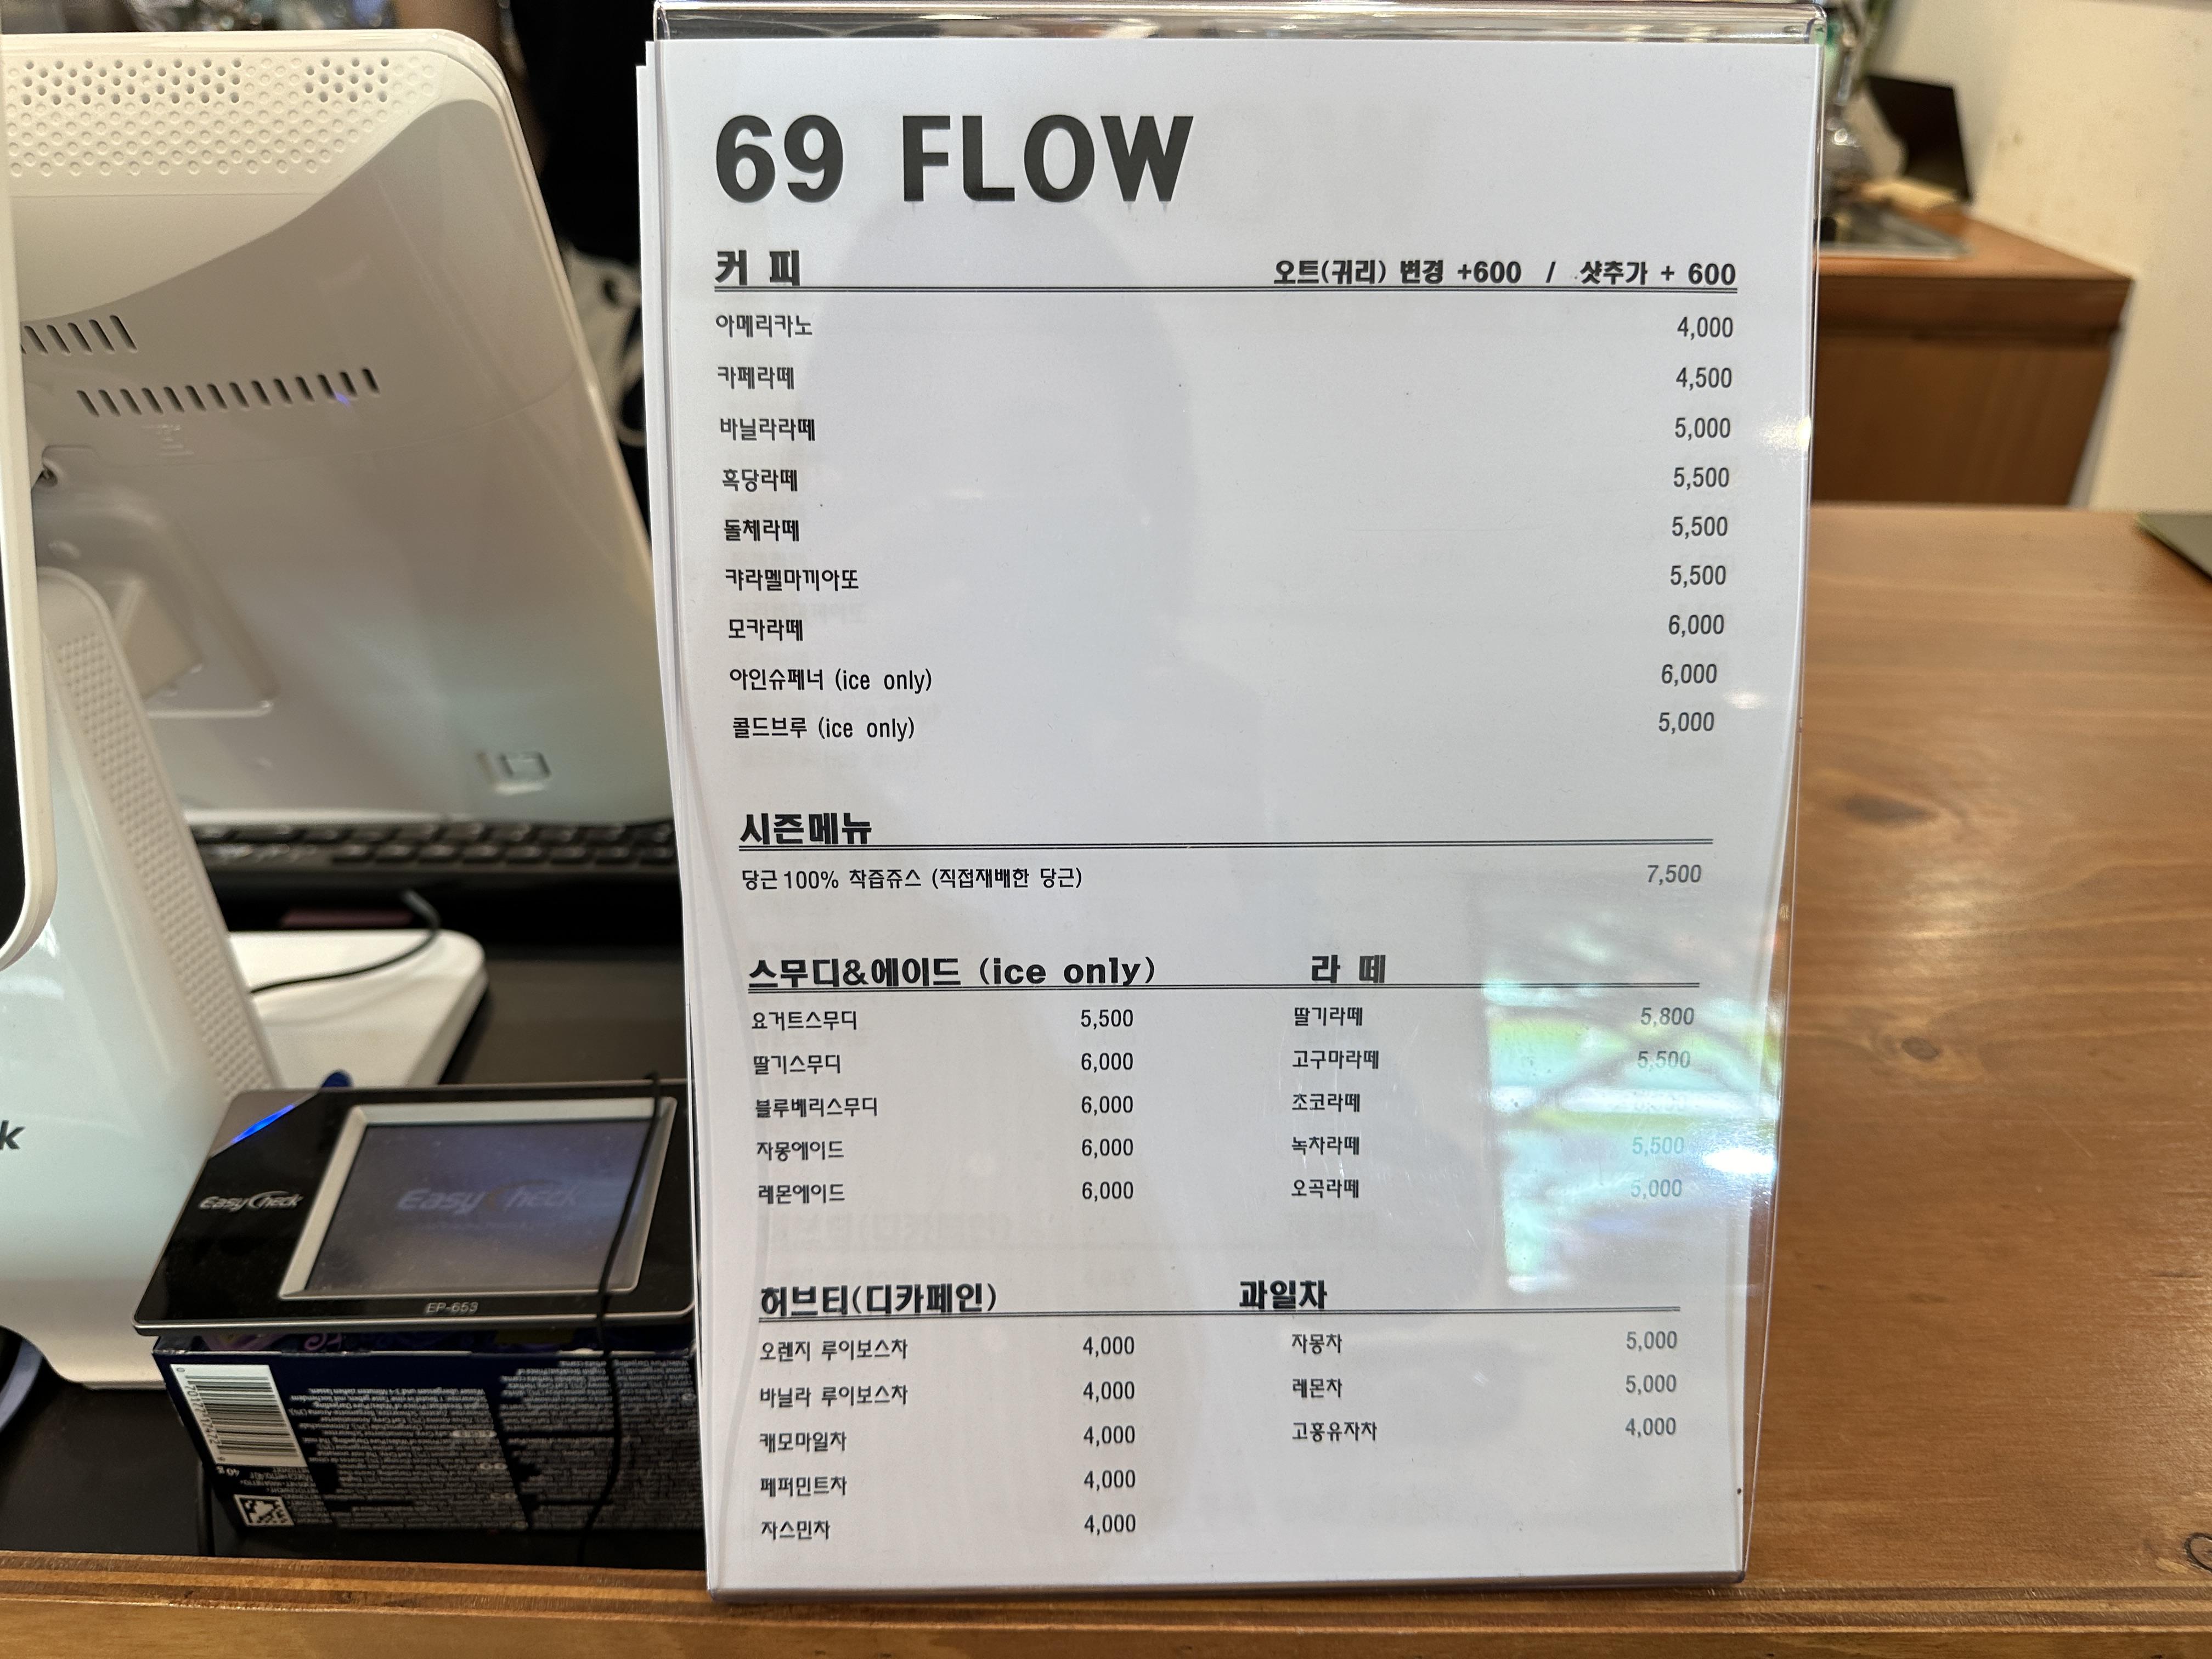 69 FLOW
커 피 오트(귀리) 변경 +600 / 샷추가 + 600
아메리카노 4,000
카페라떼 4,500
바닐라라떼 5,000
흑당라떼 5,500
돌체라떼 5,500
캬라멜마끼아또 5,500
모카라떼 6,000
아인슈페너 (ice only) 6,000
콜드브루 (ice only) 5,000
시즌메뉴
당근100% 착즙쥬스 (직접재배한 당근) 7,500
스무디&에이드 (ice only)
요거트스무디 5,500
딸기스무디 6,000
블루베리스무디 6,000
자몽에이드 6,000
레몬에이드 6,000
라 떼
딸기라떼 5,800
고구마라떼 5,500
초코라떼
녹차라떼 5,500
오곡라떼 5,000
허브티(디카페인)
오렌지 루이보스차 4,000
바닐라 루이보스차 4,000
캐모마일차 4,000
페퍼민트차 4,000
자스민차 4,000
과일차
자몽차 5,000
레몬차 5,000
고흥유자차 4,000
EasyCheck
EasyCheck
EP-653
k